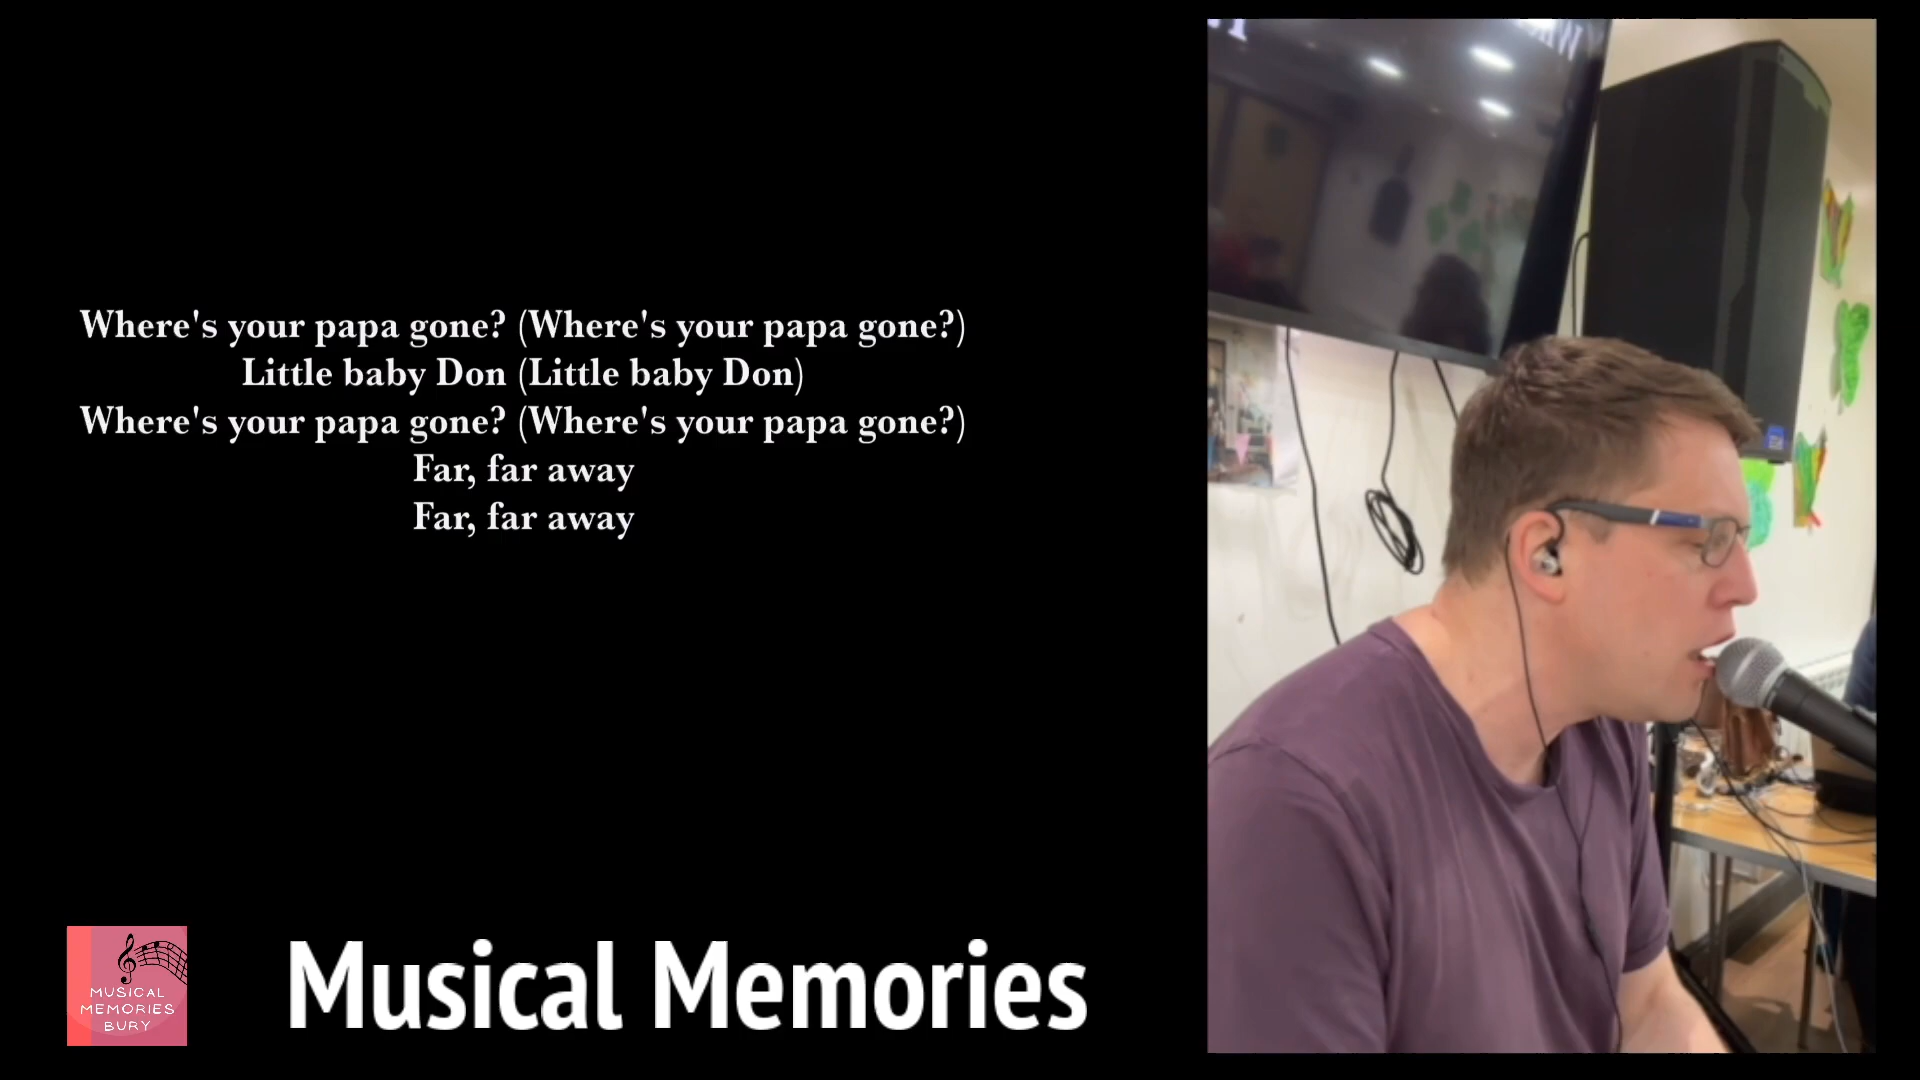 Where's your papa gone? (Where's your papa gone?)
Little baby Don (Little baby Don)
Where's your papa gone? (Where's your papa gone?)
Far, far away
Far, far away
MUSICAL
MEMORIES
BURY
Musical Memories